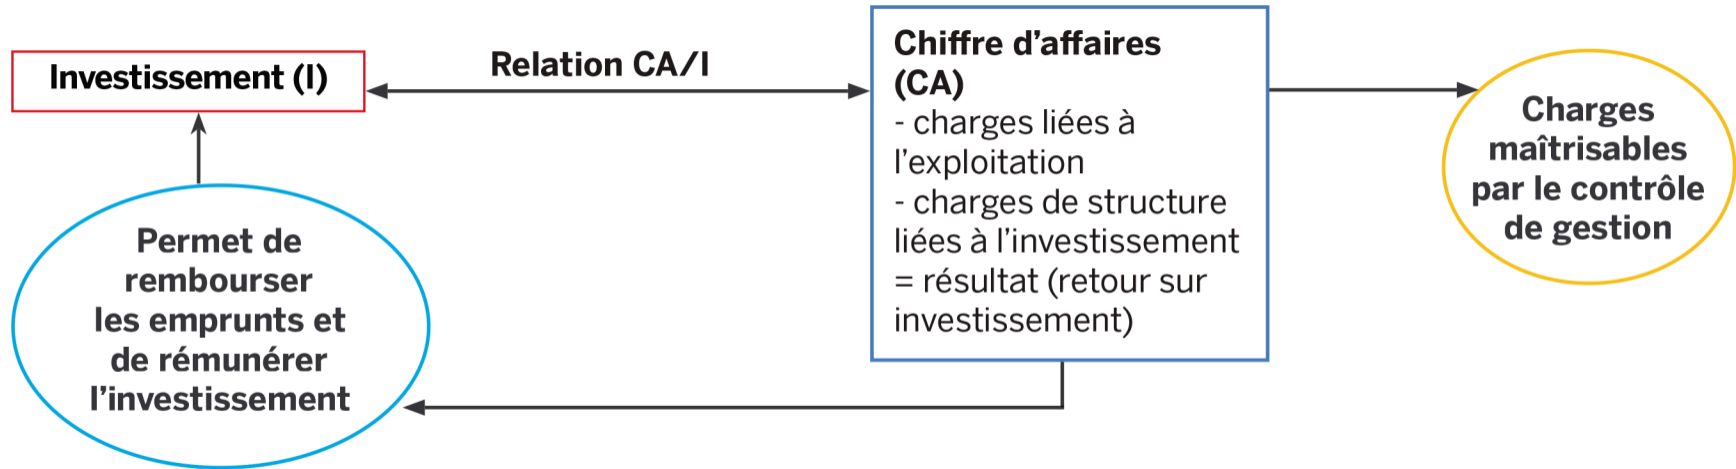 Investissement (I)
Relation CA/I
Chiffre d’affaires
(CA)
- charges liées à
l’exploitation
- charges de structure
liées à l’investissement
= résultat (retour sur
investissement)
Charges
maîtrisables
par le contrôle
de gestion
Permet de
rembourser
les emprunts et
de rémunérer
l’investissement